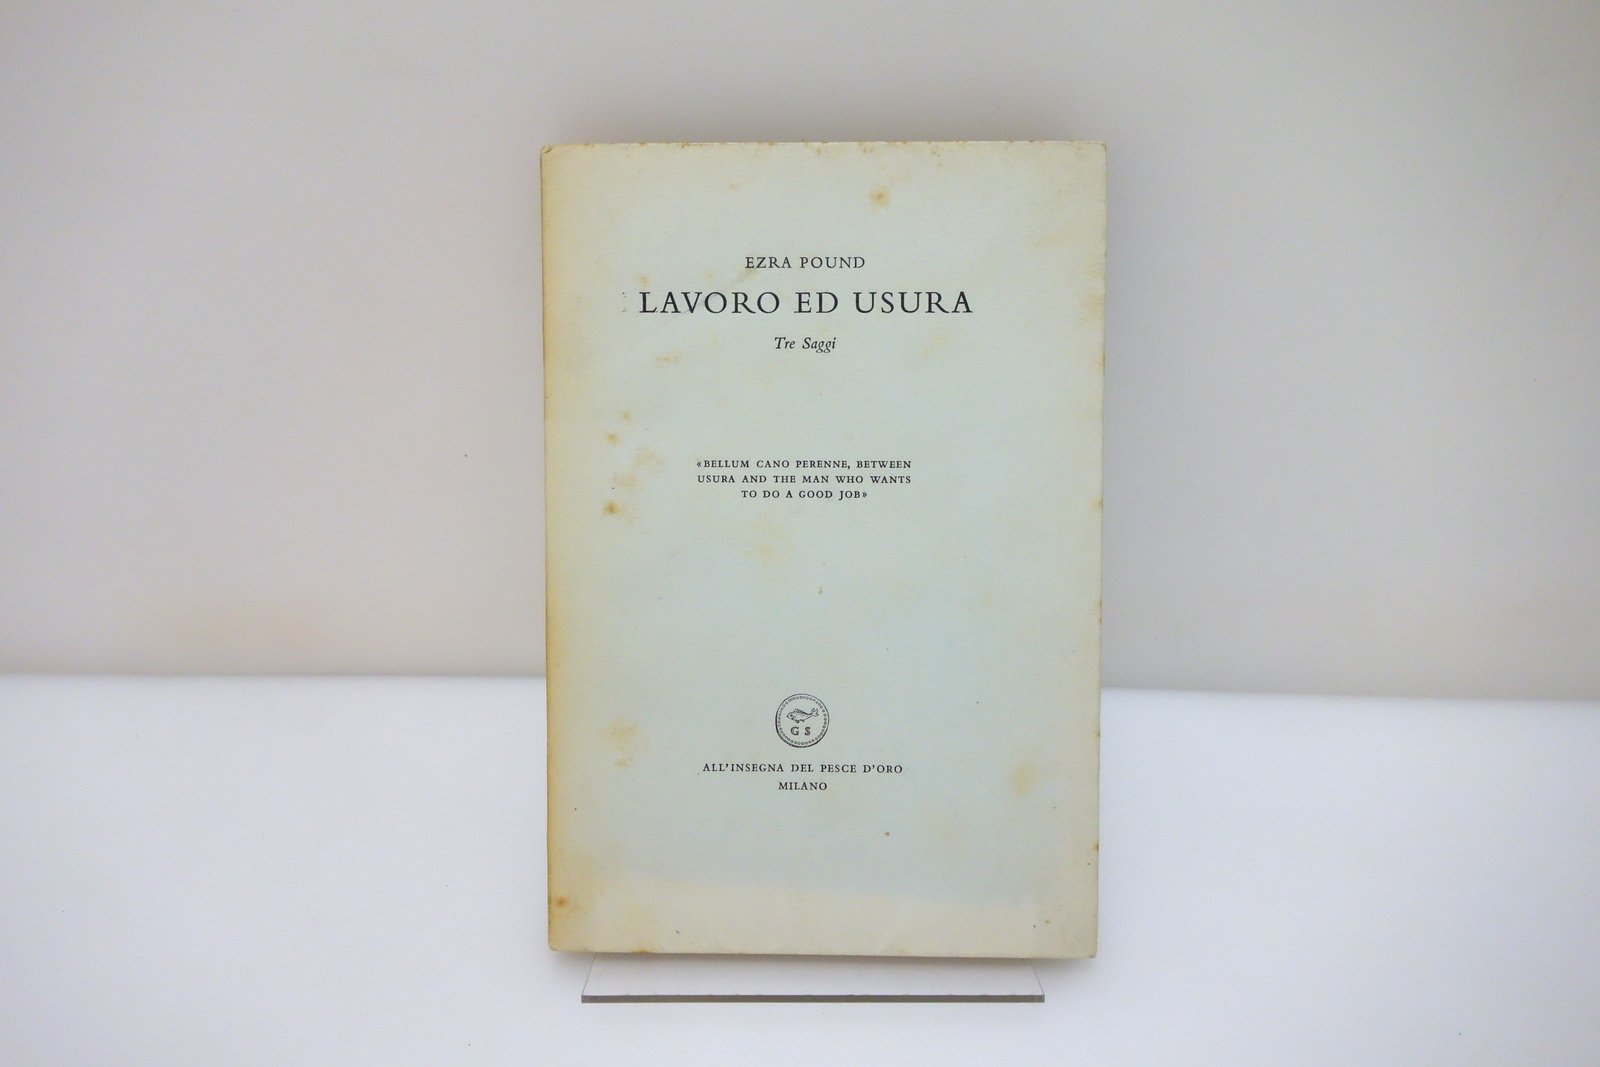 EZRA POUND
LAVORO ED USURA
Tre Saggi
«BELLUM CANO PERENNE, BETWEEN
USURA AND THE MAN WHO WANTS
TO DO A GOOD JOB»
G S
ALL'INSEGNA DEL PESCE D'ORO
MILANO